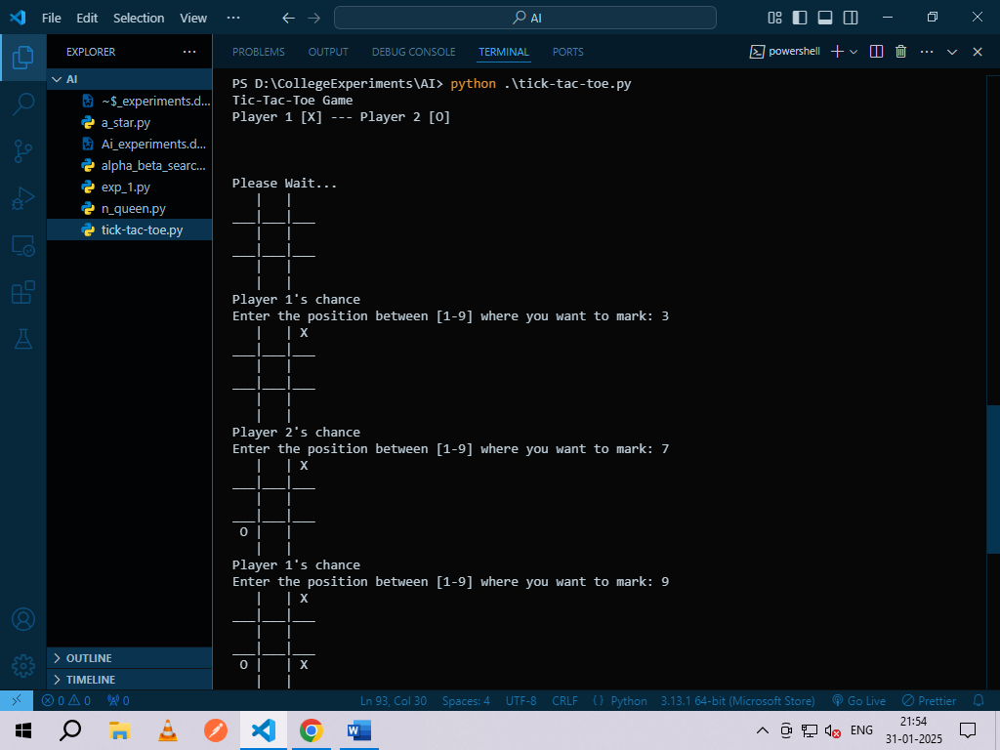 File Edit Selection View ··· AI
EXPLORER ···
AI
~$_experiments.d...
a_star.py
Ai_experiments.d...
alpha_beta_searc...
exp_1.py
n_queen.py
tick-tac-toe.py
OUTLINE
TIMELINE
PROBLEMS OUTPUT DEBUG CONSOLE TERMINAL PORTS powershell
PS D:\CollegeExperiments\AI> python .\tick-tac-toe.py
Tic-Tac-Toe Game
Player 1 [X] --- Player 2 [O]
Please Wait...
   |   |
___|___|___
   |   |
___|___|___
   |   |
   |   |
Player 1's chance
Enter the position between [1-9] where you want to mark: 3
   |   | X
___|___|___
   |   |
___|___|___
   |   |
   |   |
Player 2's chance
Enter the position between [1-9] where you want to mark: 7
   |   | X
___|___|___
   |   |
___|___|___
 O |   |
   |   |
Player 1's chance
Enter the position between [1-9] where you want to mark: 9
   |   | X
___|___|___
   |   |
___|___|___
 O |   | X
   |   |
0 0 0 Ln 93, Col 30 Spaces: 4 UTF-8 CRLF {} Python 3.13.1 64-bit (Microsoft Store) Go Live Prettier
ENG
21:54
31-01-2025